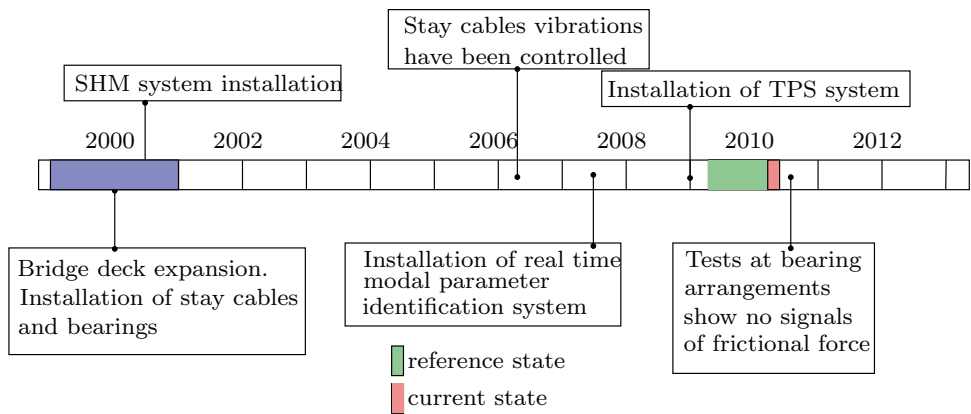 Stay cables vibrations
have been controlled
SHM system installation
Installation of TPS system
2000 2002 2004 2006 2008 2010 2012
Bridge deck expansion.
Installation of stay cables
and bearings
Installation of real time
modal parameter
identification system
Tests at bearing
arrangements
show no signals
of frictional force
reference state
current state